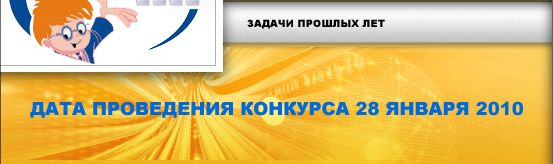 ЗАДАЧИ ПРОШЛЫХ ЛЕТ
ДАТА ПРОВЕДЕНИЯ КОНКУРСА 28 ЯНВАРЯ 2010